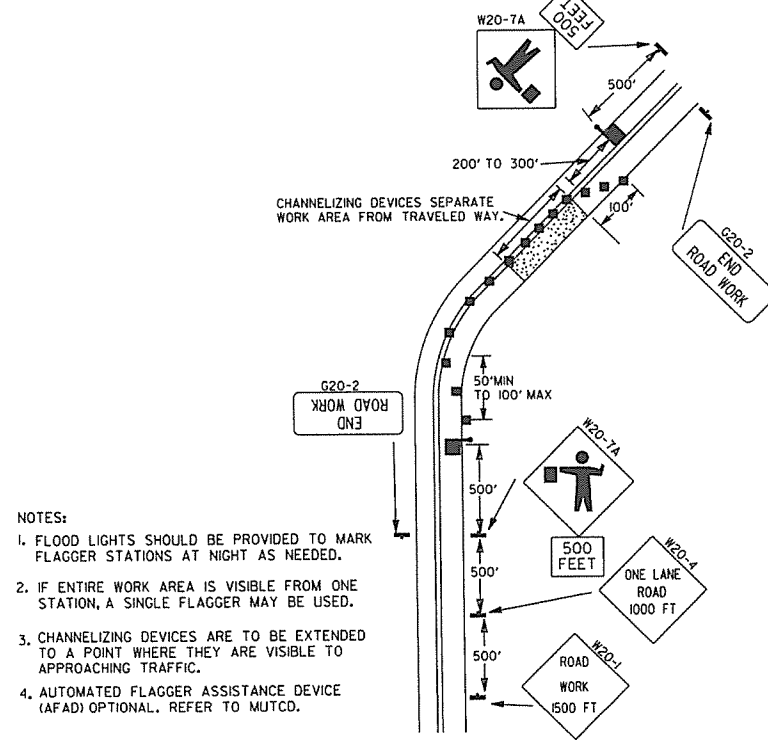 500
FEET
W20-7A
500'
200' TO 300'
CHANNELIZING DEVICES SEPARATE
WORK AREA FROM TRAVELED WAY.
100'
G20-2
END
ROAD WORK
G20-2
END
ROAD WORK
50'MIN
TO 100' MAX
W20-7A
500'
500
FEET
500'
W20-4
ONE LANE
ROAD
1000 FT
500'
W20-1
ROAD
WORK
1500 FT
NOTES:
1. FLOOD LIGHTS SHOULD BE PROVIDED TO MARK
FLAGGER STATIONS AT NIGHT AS NEEDED.
2. IF ENTIRE WORK AREA IS VISIBLE FROM ONE
STATION, A SINGLE FLAGGER MAY BE USED.
3. CHANNELIZING DEVICES ARE TO BE EXTENDED
TO A POINT WHERE THEY ARE VISIBLE TO
APPROACHING TRAFFIC.
4. AUTOMATED FLAGGER ASSISTANCE DEVICE
(AFAD) OPTIONAL. REFER TO MUTCD.